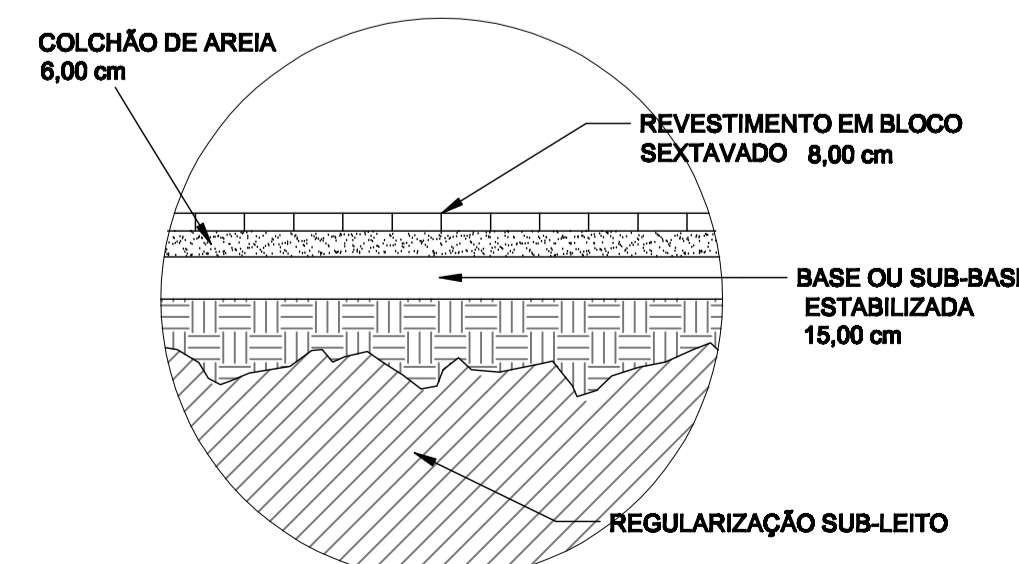 COLCHÃO DE AREIA
6,00 cm
REVESTIMENTO EM BLOCO
SEXTAVADO 8,00 cm
BASE OU SUB-BASE
ESTABILIZADA
15,00 cm
REGULARIZAÇÃO SUB-LEITO